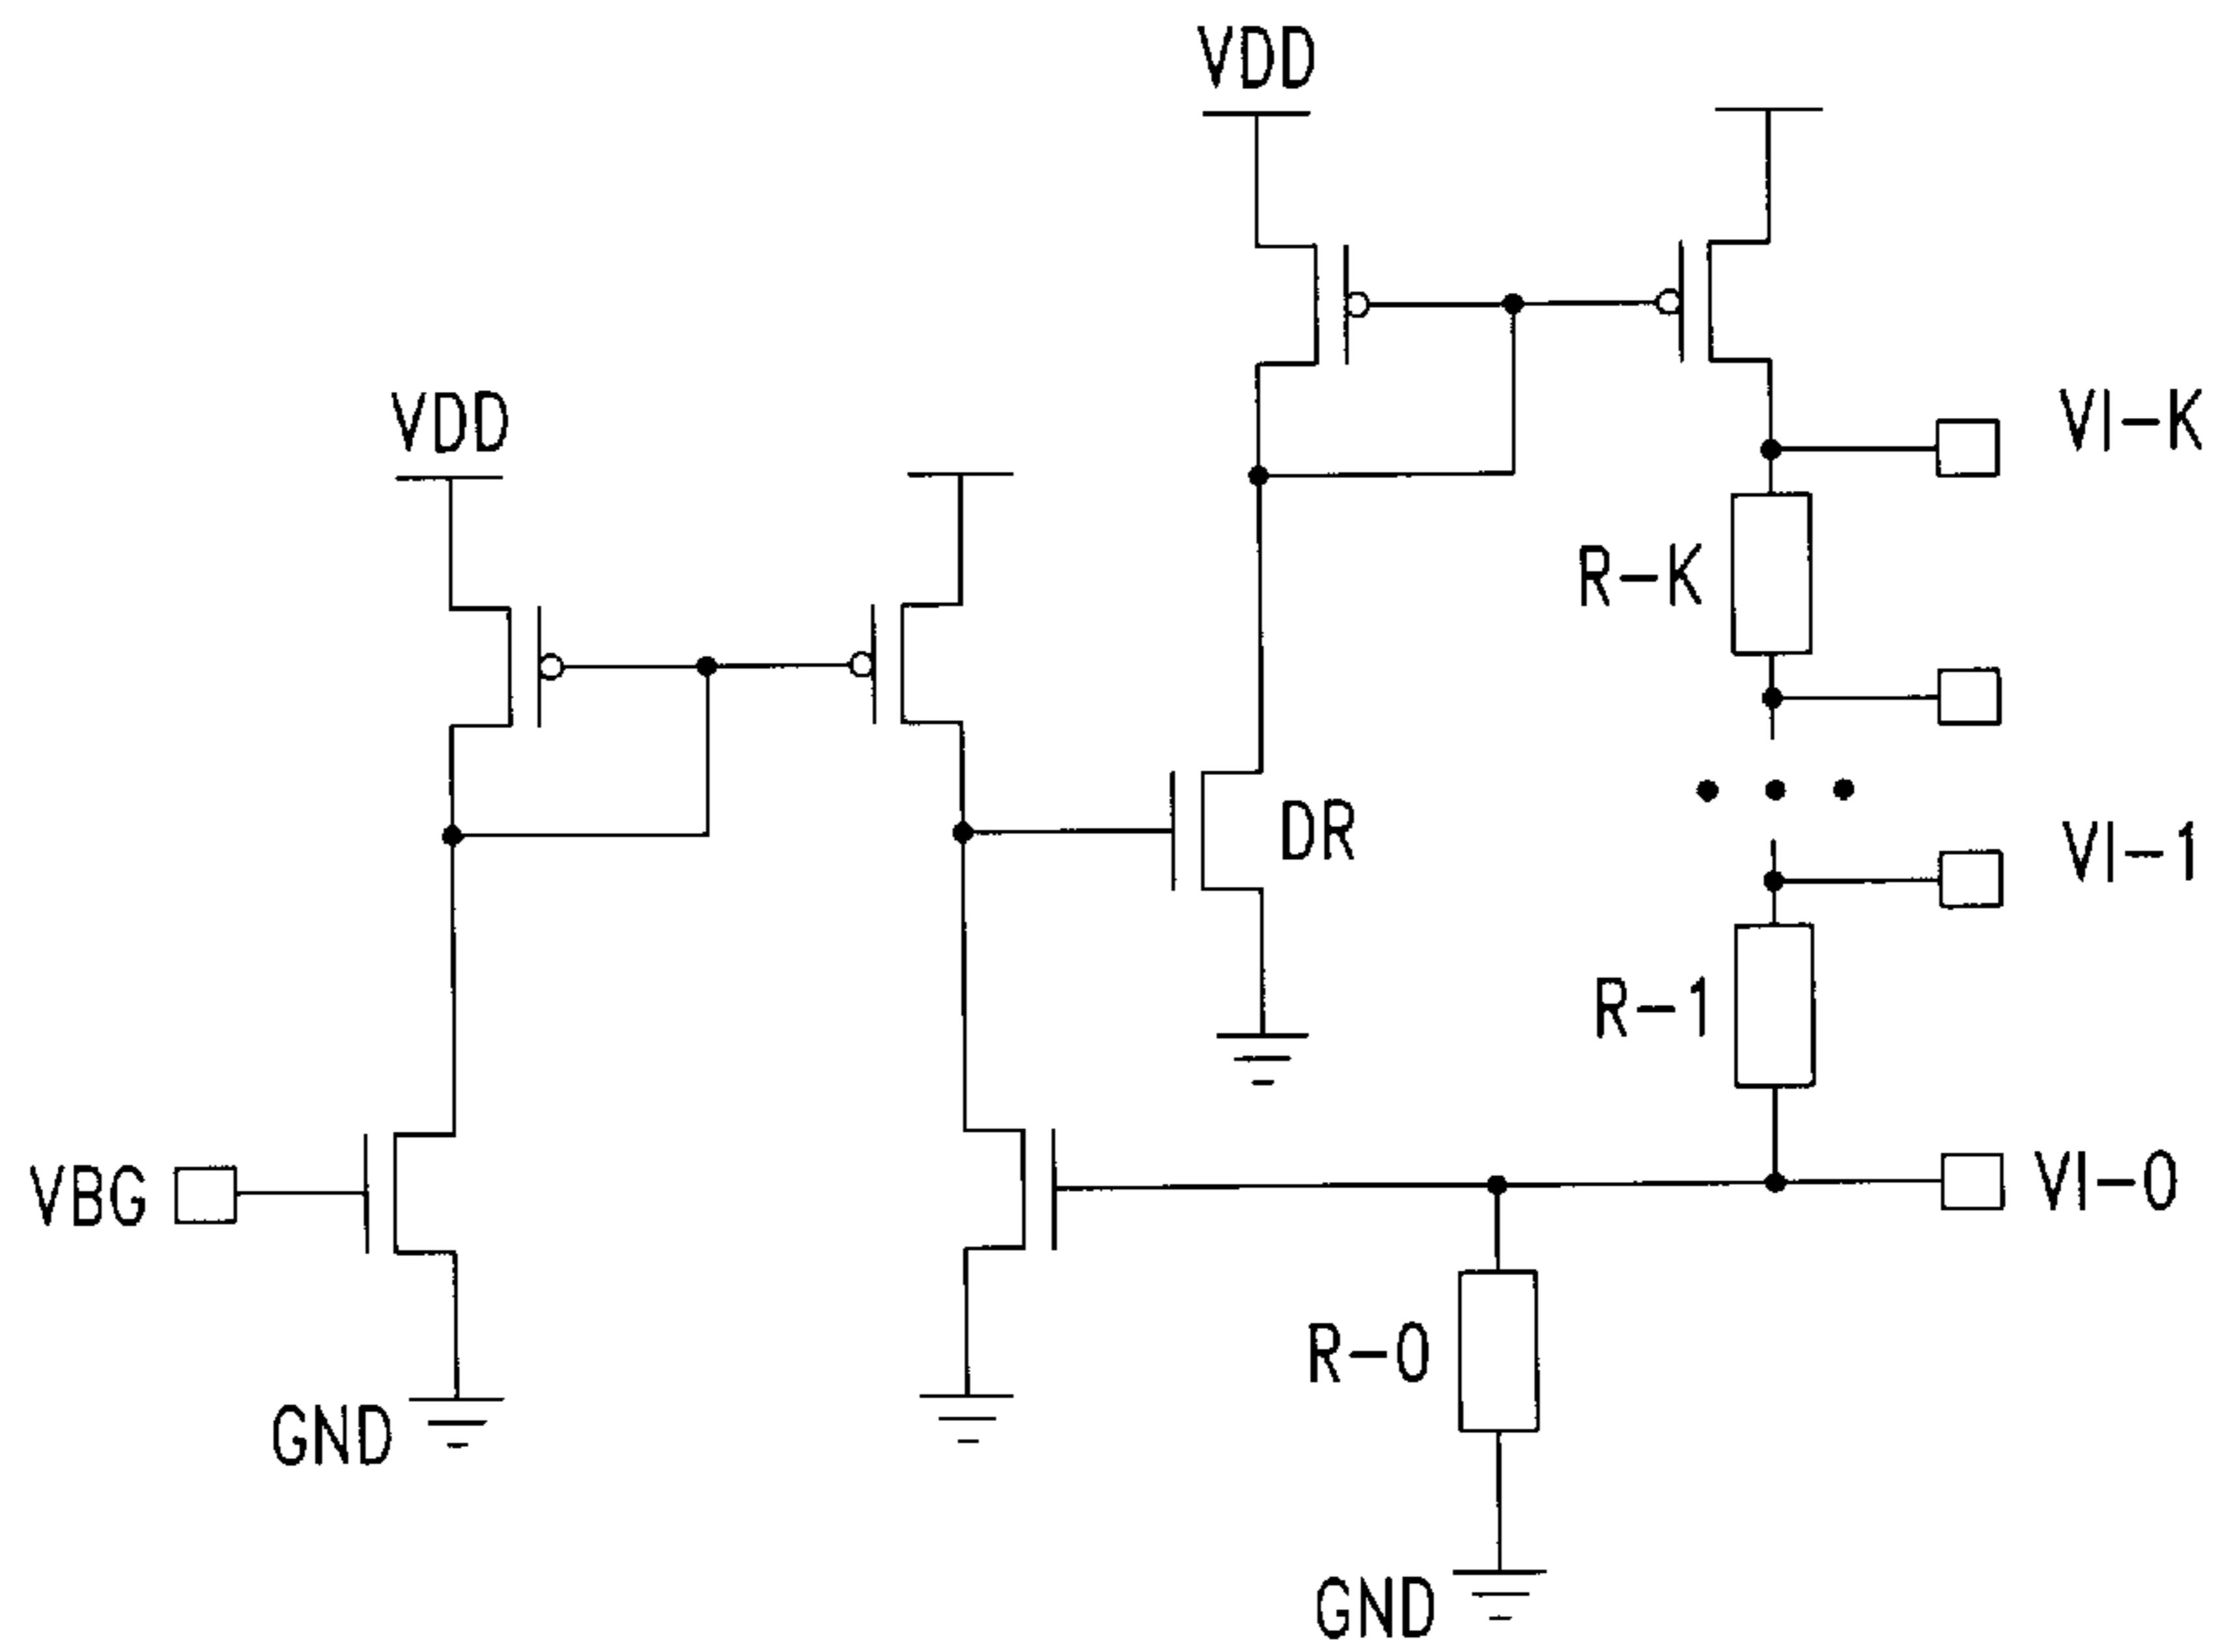 VDD
VDD
VI-K
R-K
DR
VI-1
R-1
VBG
VI-0
R-0
GND
GND